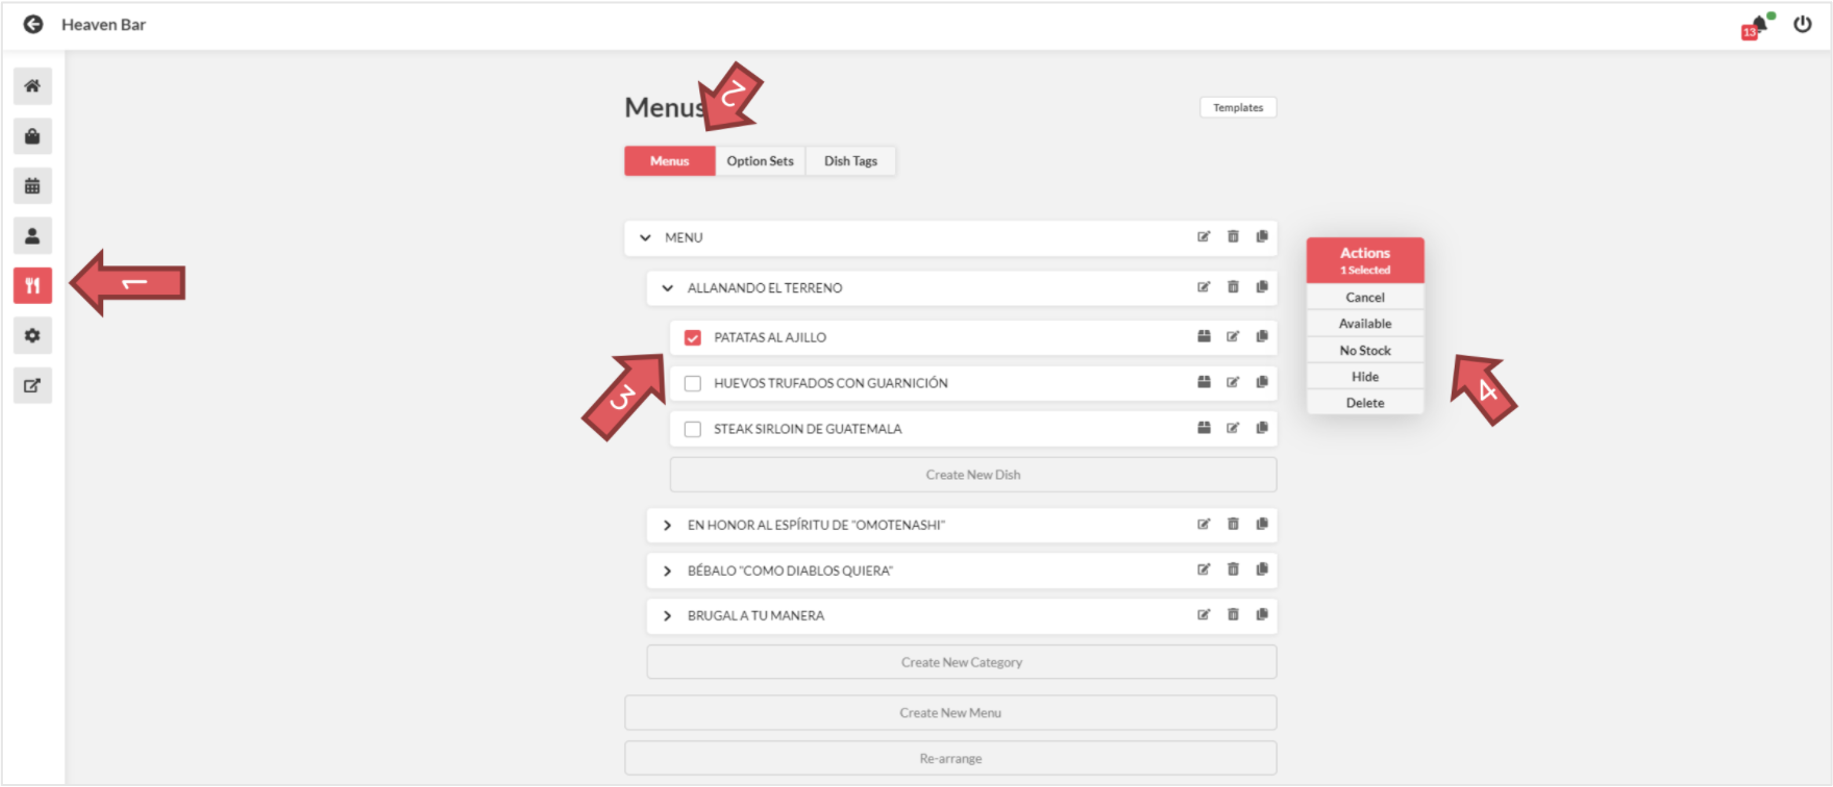 Heaven Bar
13
Menus
2
Templates
Menus
Option Sets
Dish Tags
MENU
Actions
1 Selected
1
ALLANANDO EL TERRENO
Cancel
Available
PATATAS AL AJILLO
No Stock
Hide
HUEVOS TRUFADOS CON GUARNICIÓN
3
4
Delete
STEAK SIRLOIN DE GUATEMALA
Create New Dish
EN HONOR AL ESPÍRITU DE "OMOTENASHI"
BÉBALO "COMO DIABLOS QUIERA"
BRUGAL A TU MANERA
Create New Category
Create New Menu
Re-arrange